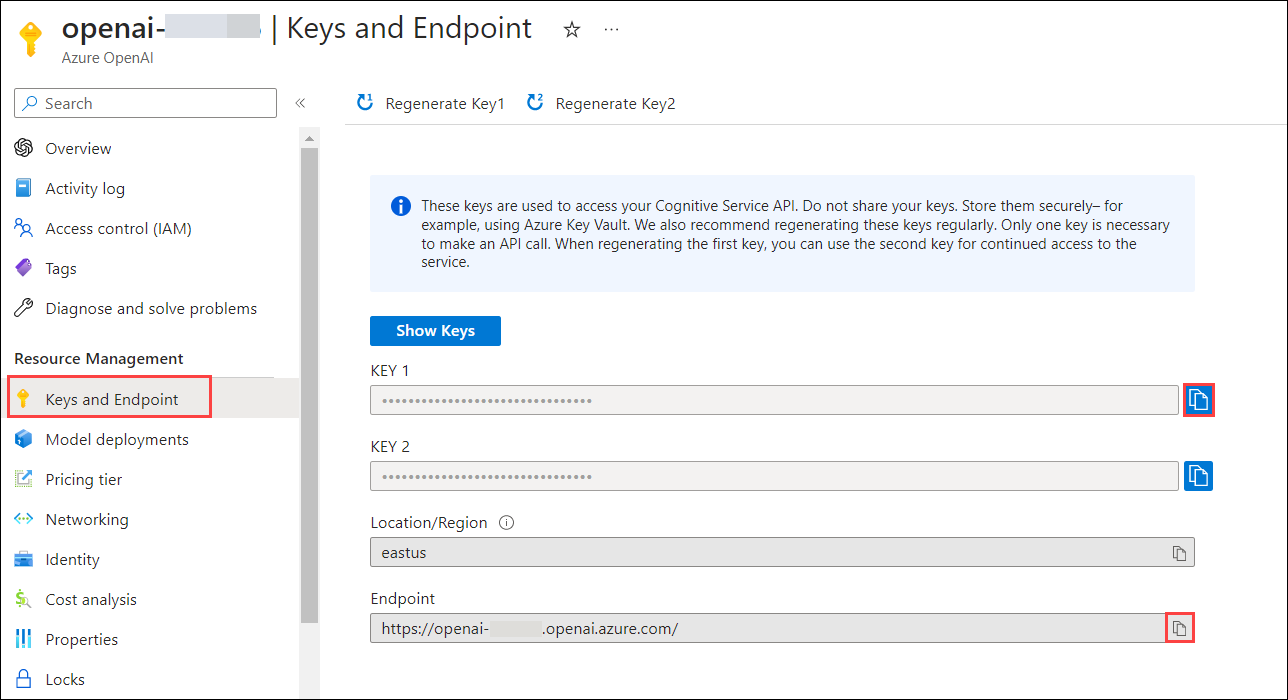 openai- | Keys and Endpoint
Azure OpenAI
Search
Regenerate Key1
Regenerate Key2
Overview
Activity log
Access control (IAM)
Tags
Diagnose and solve problems
Resource Management
Keys and Endpoint
Model deployments
Pricing tier
Networking
Identity
Cost analysis
Properties
Locks
These keys are used to access your Cognitive Service API. Do not share your keys. Store them securely– for
example, using Azure Key Vault. We also recommend regenerating these keys regularly. Only one key is necessary
to make an API call. When regenerating the first key, you can use the second key for continued access to the
service.
Show Keys
KEY 1
••••••••••••••••••••••••••••••••
KEY 2
••••••••••••••••••••••••••••••••
Location/Region
eastus
Endpoint
https://openai- .openai.azure.com/